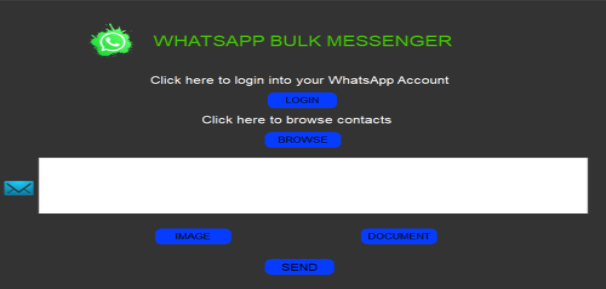 WHATSAPP BULK MESSENGER
Click here to login into your WhatsApp Account
LOGIN
Click here to browse contacts
BROWSE
IMAGE DOCUMENT
SEND